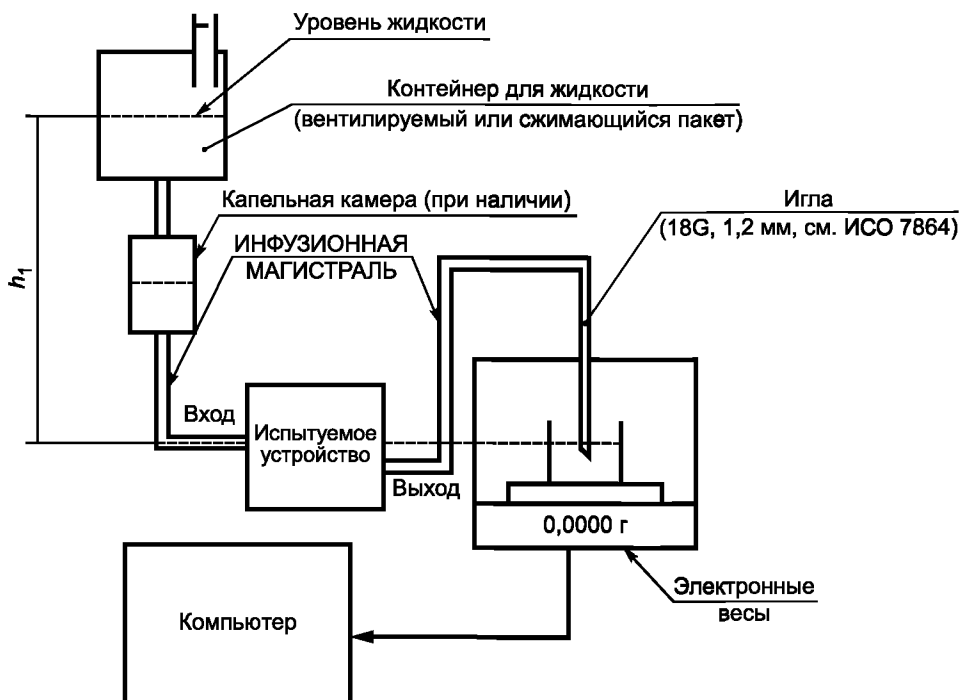 Уровень жидкости
Контейнер для жидкости
(вентилируемый или сжимающийся пакет)
Капельная камера (при наличии)
Игла
(18G, 1,2 мм, см. ИСО 7864)
ИНФУЗИОННАЯ
МАГИСТРАЛЬ
h1
Вход
Испытуемое
устройство
Выход
0,0000 г
Электронные
весы
Компьютер